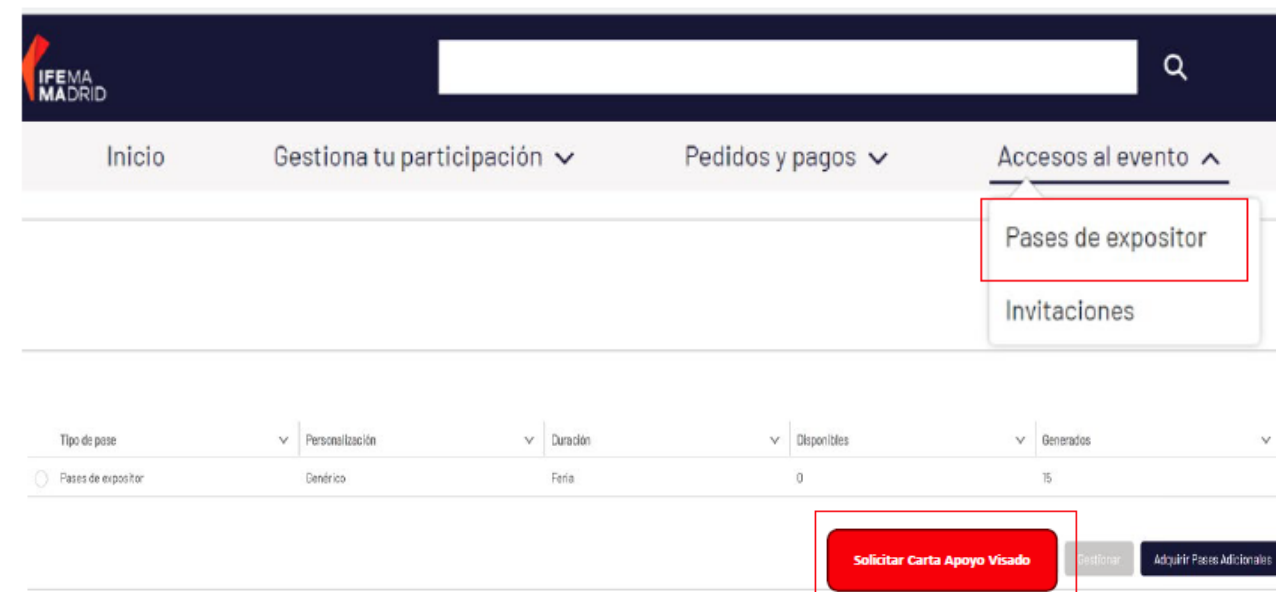 IFEMA
MADRID
Inicio Gestiona tu participación Pedidos y pagos Accesos al evento
Pases de expositor
Invitaciones
Tipo de pase Personalización Duración Disponibles Generados
Pases de expositor Genérico Feria 0 15
Solicitar Carta Apoyo Visado Gestionar Adquirir Pases Adicionales